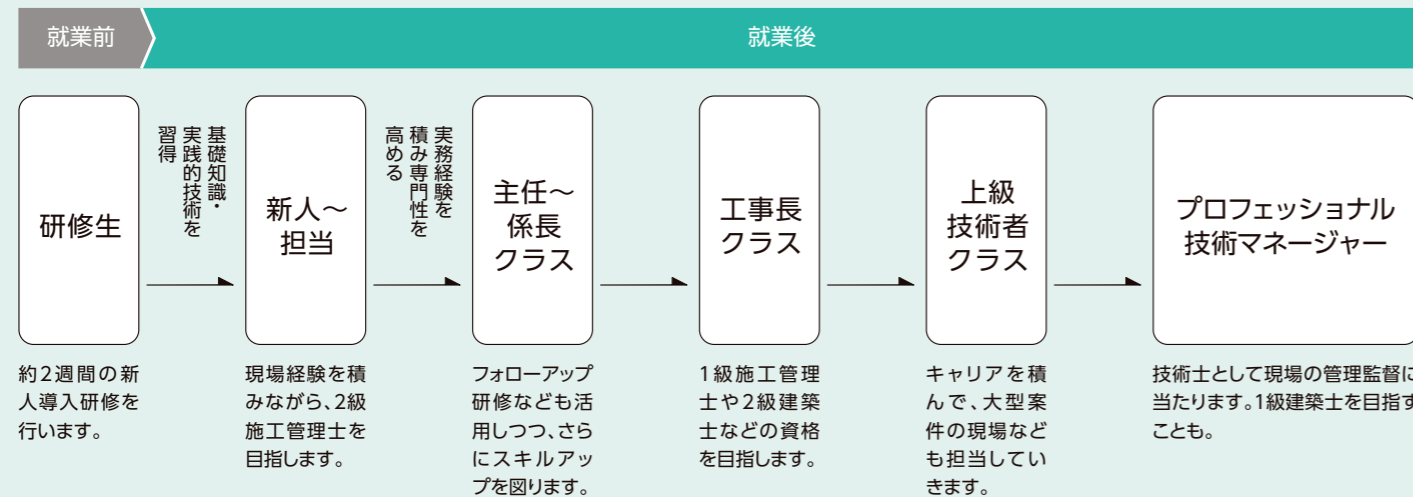 就業前
就業後
研修生
基礎知識・
実践的技術を
習得
新人～
担当
実務経験を
積み専門性を
高める
主任～
係長
クラス
工事長
クラス
上級
技術者
クラス
プロフェッショナル
技術マネージャー
約2週間の新
人導入研修を
行います。
現場経験を積
みながら、2級
施工管理士を
目指します。
フォローアップ
研修なども活
用しつつ、さら
にスキルアッ
プを図ります。
1級施工管理
士や2級建築
士などの資格
を目指します。
キャリアを積
んで、大型案
件の現場など
も担当してい
きます。
技術士として現場の管理監督に
当たります。1級建築士を目指す
ことも。